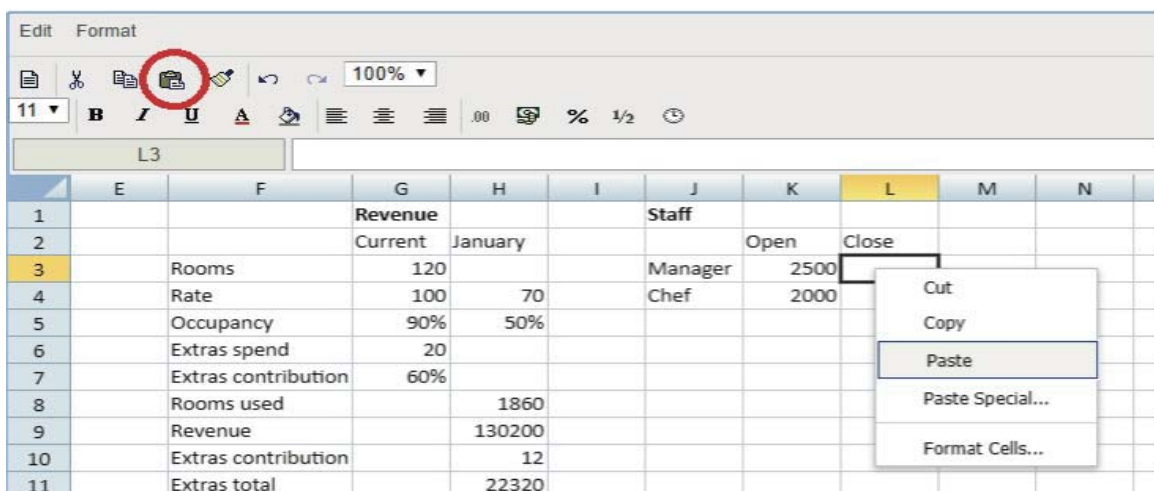 Edit Format
100% ▼
11 ▼ B I U A .00 % 1/2
L3
E F G H I J K L M N
1 Revenue Staff
2 Current January Open Close
3 Rooms 120 Manager 2500
4 Rate 100 70 Chef 2000
Cut
5 Occupancy 90% 50%
Copy
6 Extras spend 20
Paste
7 Extras contribution 60%
8 Rooms used 1860
Paste Special...
9 Revenue 130200
10 Extras contribution 12
Format Cells...
11 Extras total 22320